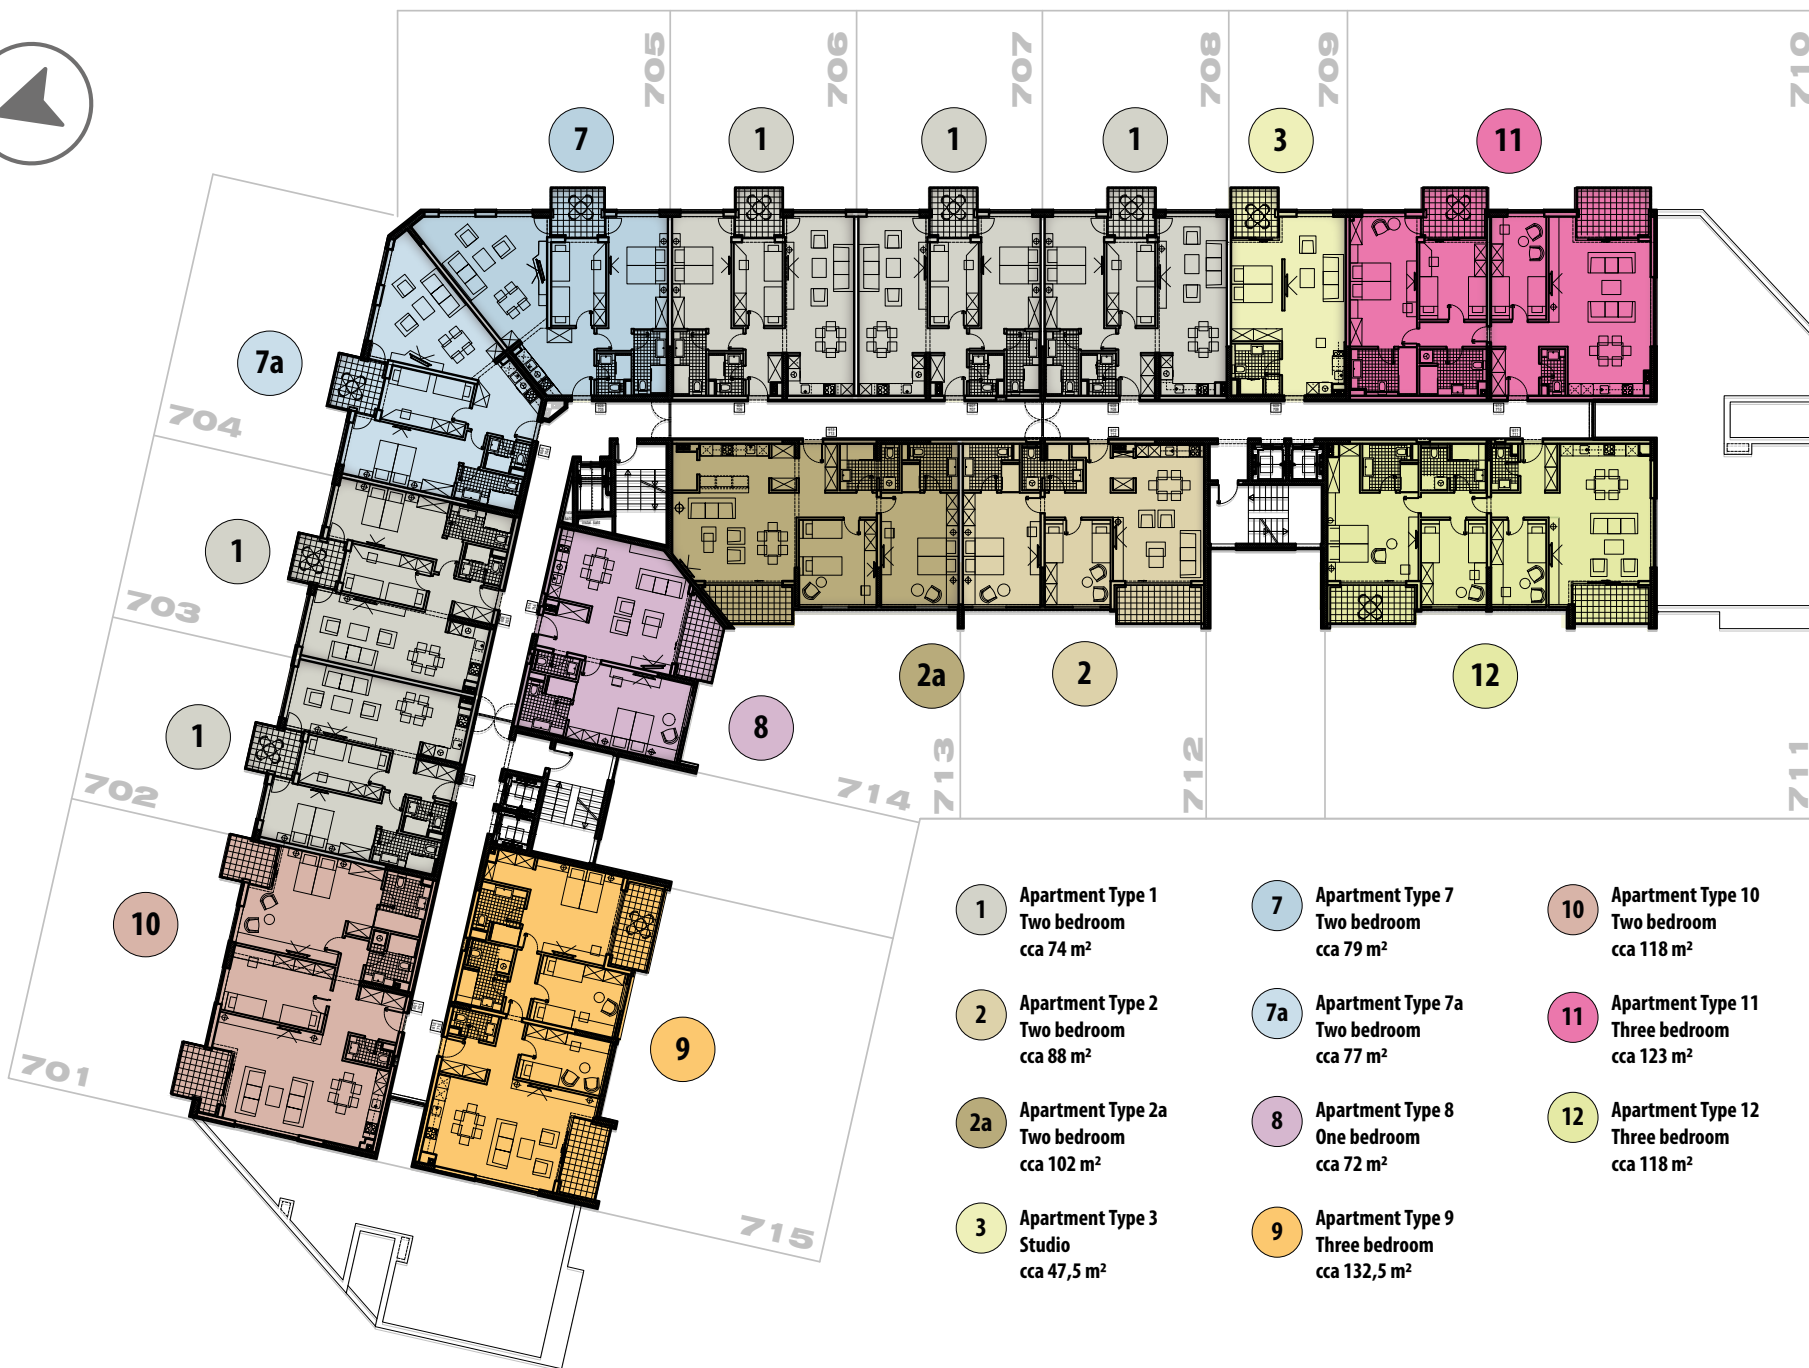 705
706
707
708
709
710
7
1
1
1
3
11
7a
704
1
703
1
702
10
701
8
2a
2
12
714
713
712
711
9
715
1
Apartment Type 1
Two bedroom
cca 74 m²
2
Apartment Type 2
Two bedroom
cca 88 m²
2a
Apartment Type 2a
Two bedroom
cca 102 m²
3
Apartment Type 3
Studio
cca 47,5 m²
7
Apartment Type 7
Two bedroom
cca 79 m²
7a
Apartment Type 7a
Two bedroom
cca 77 m²
8
Apartment Type 8
One bedroom
cca 72 m²
9
Apartment Type 9
Three bedroom
cca 132,5 m²
10
Apartment Type 10
Two bedroom
cca 118 m²
11
Apartment Type 11
Three bedroom
cca 123 m²
12
Apartment Type 12
Three bedroom
cca 118 m²